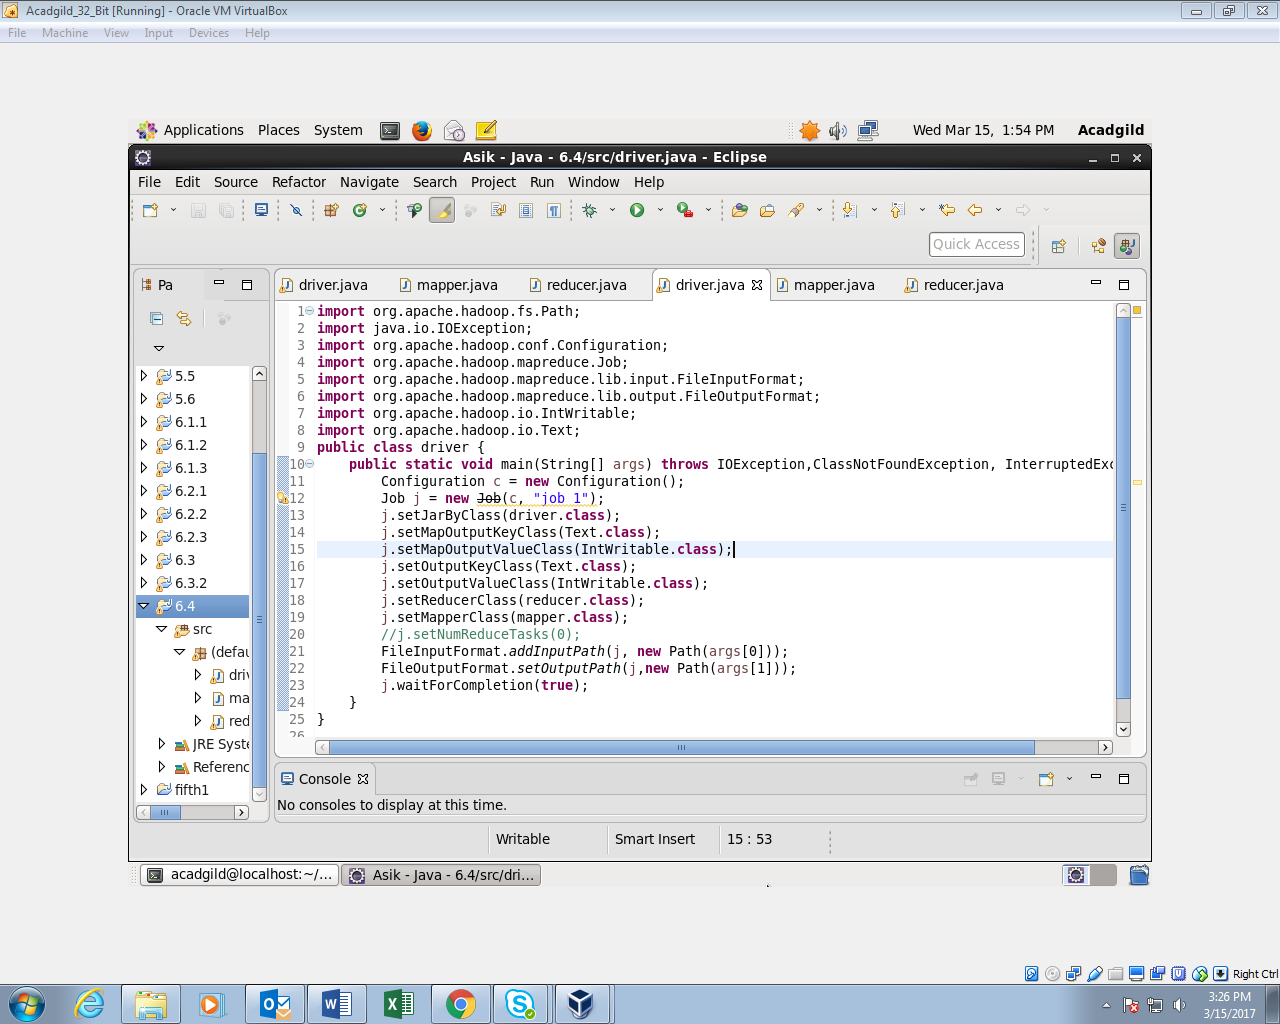 Acadgild_32_Bit [Running] - Oracle VM VirtualBox
File Machine View Input Devices Help
Applications Places System Wed Mar 15, 1:54 PM Acadgild
Asik - Java - 6.4/src/driver.java - Eclipse
File Edit Source Refactor Navigate Search Project Run Window Help
Quick Access
Pa
driver.java mapper.java reducer.java driver.java mapper.java reducer.java
5.5
5.6
6.1.1
6.1.2
6.1.3
6.2.1
6.2.2
6.2.3
6.3
6.3.2
6.4
src
(defau
driv
ma
red
JRE Syste
Referenc
fifth1
1 import org.apache.hadoop.fs.Path;
2 import java.io.IOException;
3 import org.apache.hadoop.conf.Configuration;
4 import org.apache.hadoop.mapreduce.Job;
5 import org.apache.hadoop.mapreduce.lib.input.FileInputFormat;
6 import org.apache.hadoop.mapreduce.lib.output.FileOutputFormat;
7 import org.apache.hadoop.io.IntWritable;
8 import org.apache.hadoop.io.Text;
9 public class driver {
10 public static void main(String[] args) throws IOException,ClassNotFoundException, InterruptedExc
11 Configuration c = new Configuration();
12 Job j = new Job(c, "job 1");
13 j.setJarByClass(driver.class);
14 j.setMapOutputKeyClass(Text.class);
15 j.setMapOutputValueClass(IntWritable.class);
16 j.setOutputKeyClass(Text.class);
17 j.setOutputValueClass(IntWritable.class);
18 j.setReducerClass(reducer.class);
19 j.setMapperClass(mapper.class);
20 //j.setNumReduceTasks(0);
21 FileInputFormat.addInputPath(j, new Path(args[0]));
22 FileOutputFormat.setOutputPath(j,new Path(args[1]));
23 j.waitForCompletion(true);
24 }
25 }
26
Console
No consoles to display at this time.
Writable Smart Insert 15 : 53
acadgild@localhost:~/... Asik - Java - 6.4/src/dri...
Right Ctrl
3:26 PM
3/15/2017